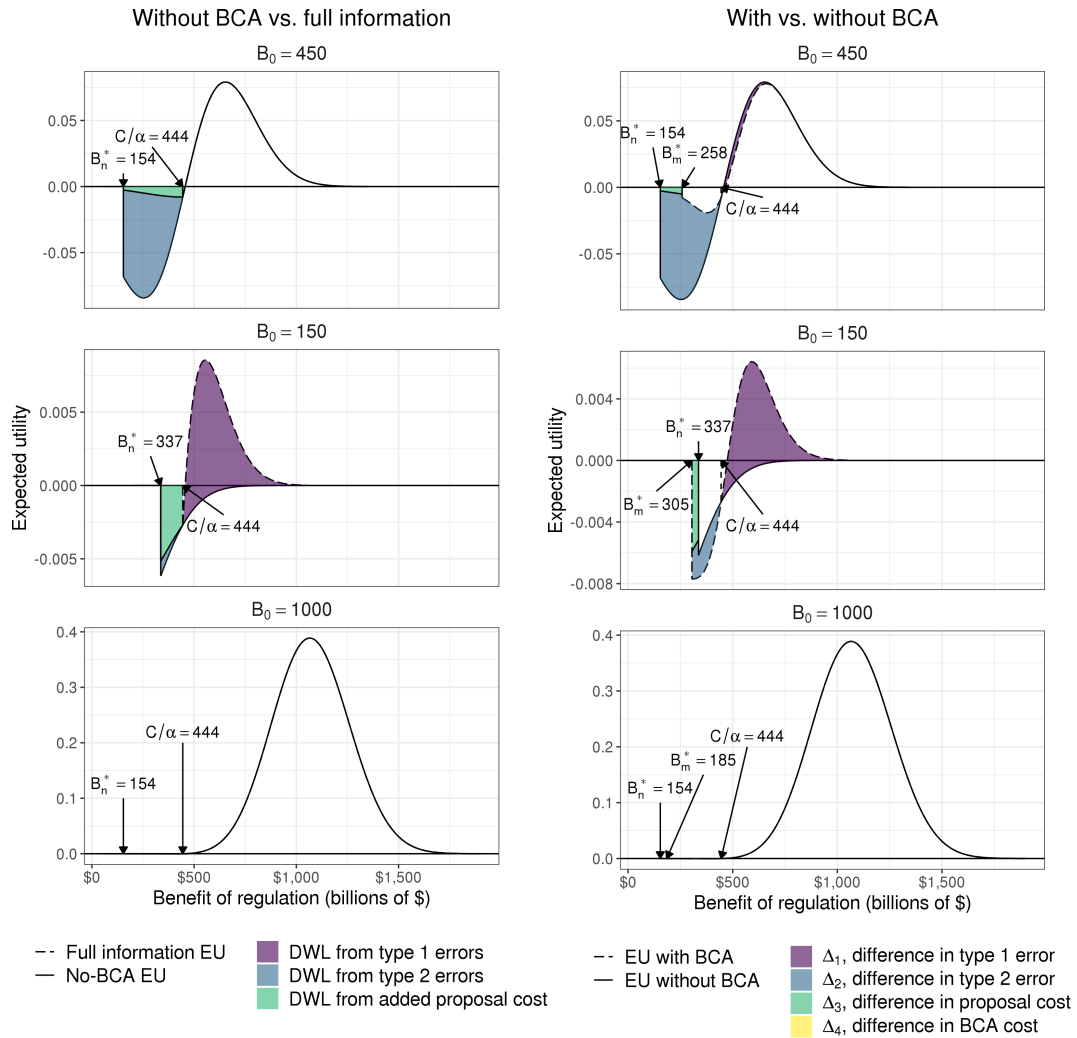 Without BCA vs. full information
B₀ = 450
0.05
0.00
-0.05
C/α = 444
Bₙ* = 154
B₀ = 150
0.005
0.000
-0.005
Bₙ* = 337
C/α = 444
Expected utility
B₀ = 1000
0.4
0.3
0.2
0.1
0.0
C/α = 444
Bₙ* = 154
$0 $500 $1,000 $1,500
Benefit of regulation (billions of $)
Full information EU
No-BCA EU
DWL from type 1 errors
DWL from type 2 errors
DWL from added proposal cost
With vs. without BCA
B₀ = 450
0.05
0.00
-0.05
Bₙ* = 154
Bₘ* = 258
C/α = 444
B₀ = 150
0.004
0.000
-0.004
-0.008
Bₙ* = 337
Bₘ* = 305
C/α = 444
Expected utility
B₀ = 1000
0.4
0.3
0.2
0.1
0.0
C/α = 444
Bₘ* = 185
Bₙ* = 154
$0 $500 $1,000 $1,500
Benefit of regulation (billions of $)
EU with BCA
EU without BCA
Δ₁, difference in type 1 error
Δ₂, difference in type 2 error
Δ₃, difference in proposal cost
Δ₄, difference in BCA cost